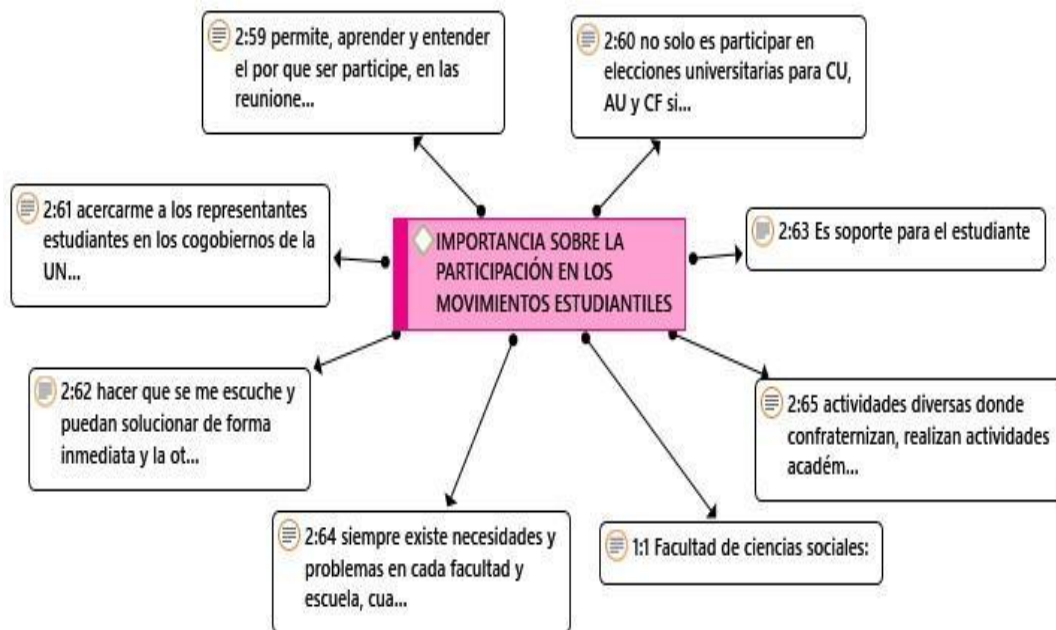 2:59 permite, aprender y entender
el por que ser participe, en las
reunione...
2:60 no solo es participar en
elecciones universitarias para CU,
AU y CF si...
2:61 acercarme a los representantes
estudiantes en los cogobiernos de la
UN...
IMPORTANCIA SOBRE LA
PARTICIPACIÓN EN LOS
MOVIMIENTOS ESTUDIANTILES
2:63 Es soporte para el estudiante
2:62 hacer que se me escuche y
puedan solucionar de forma
inmediata y la ot...
2:65 actividades diversas donde
confraternizan, realizan actividades
académ...
2:64 siempre existe necesidades y
problemas en cada facultad y
escuela, cua...
1:1 Facultad de ciencias sociales: